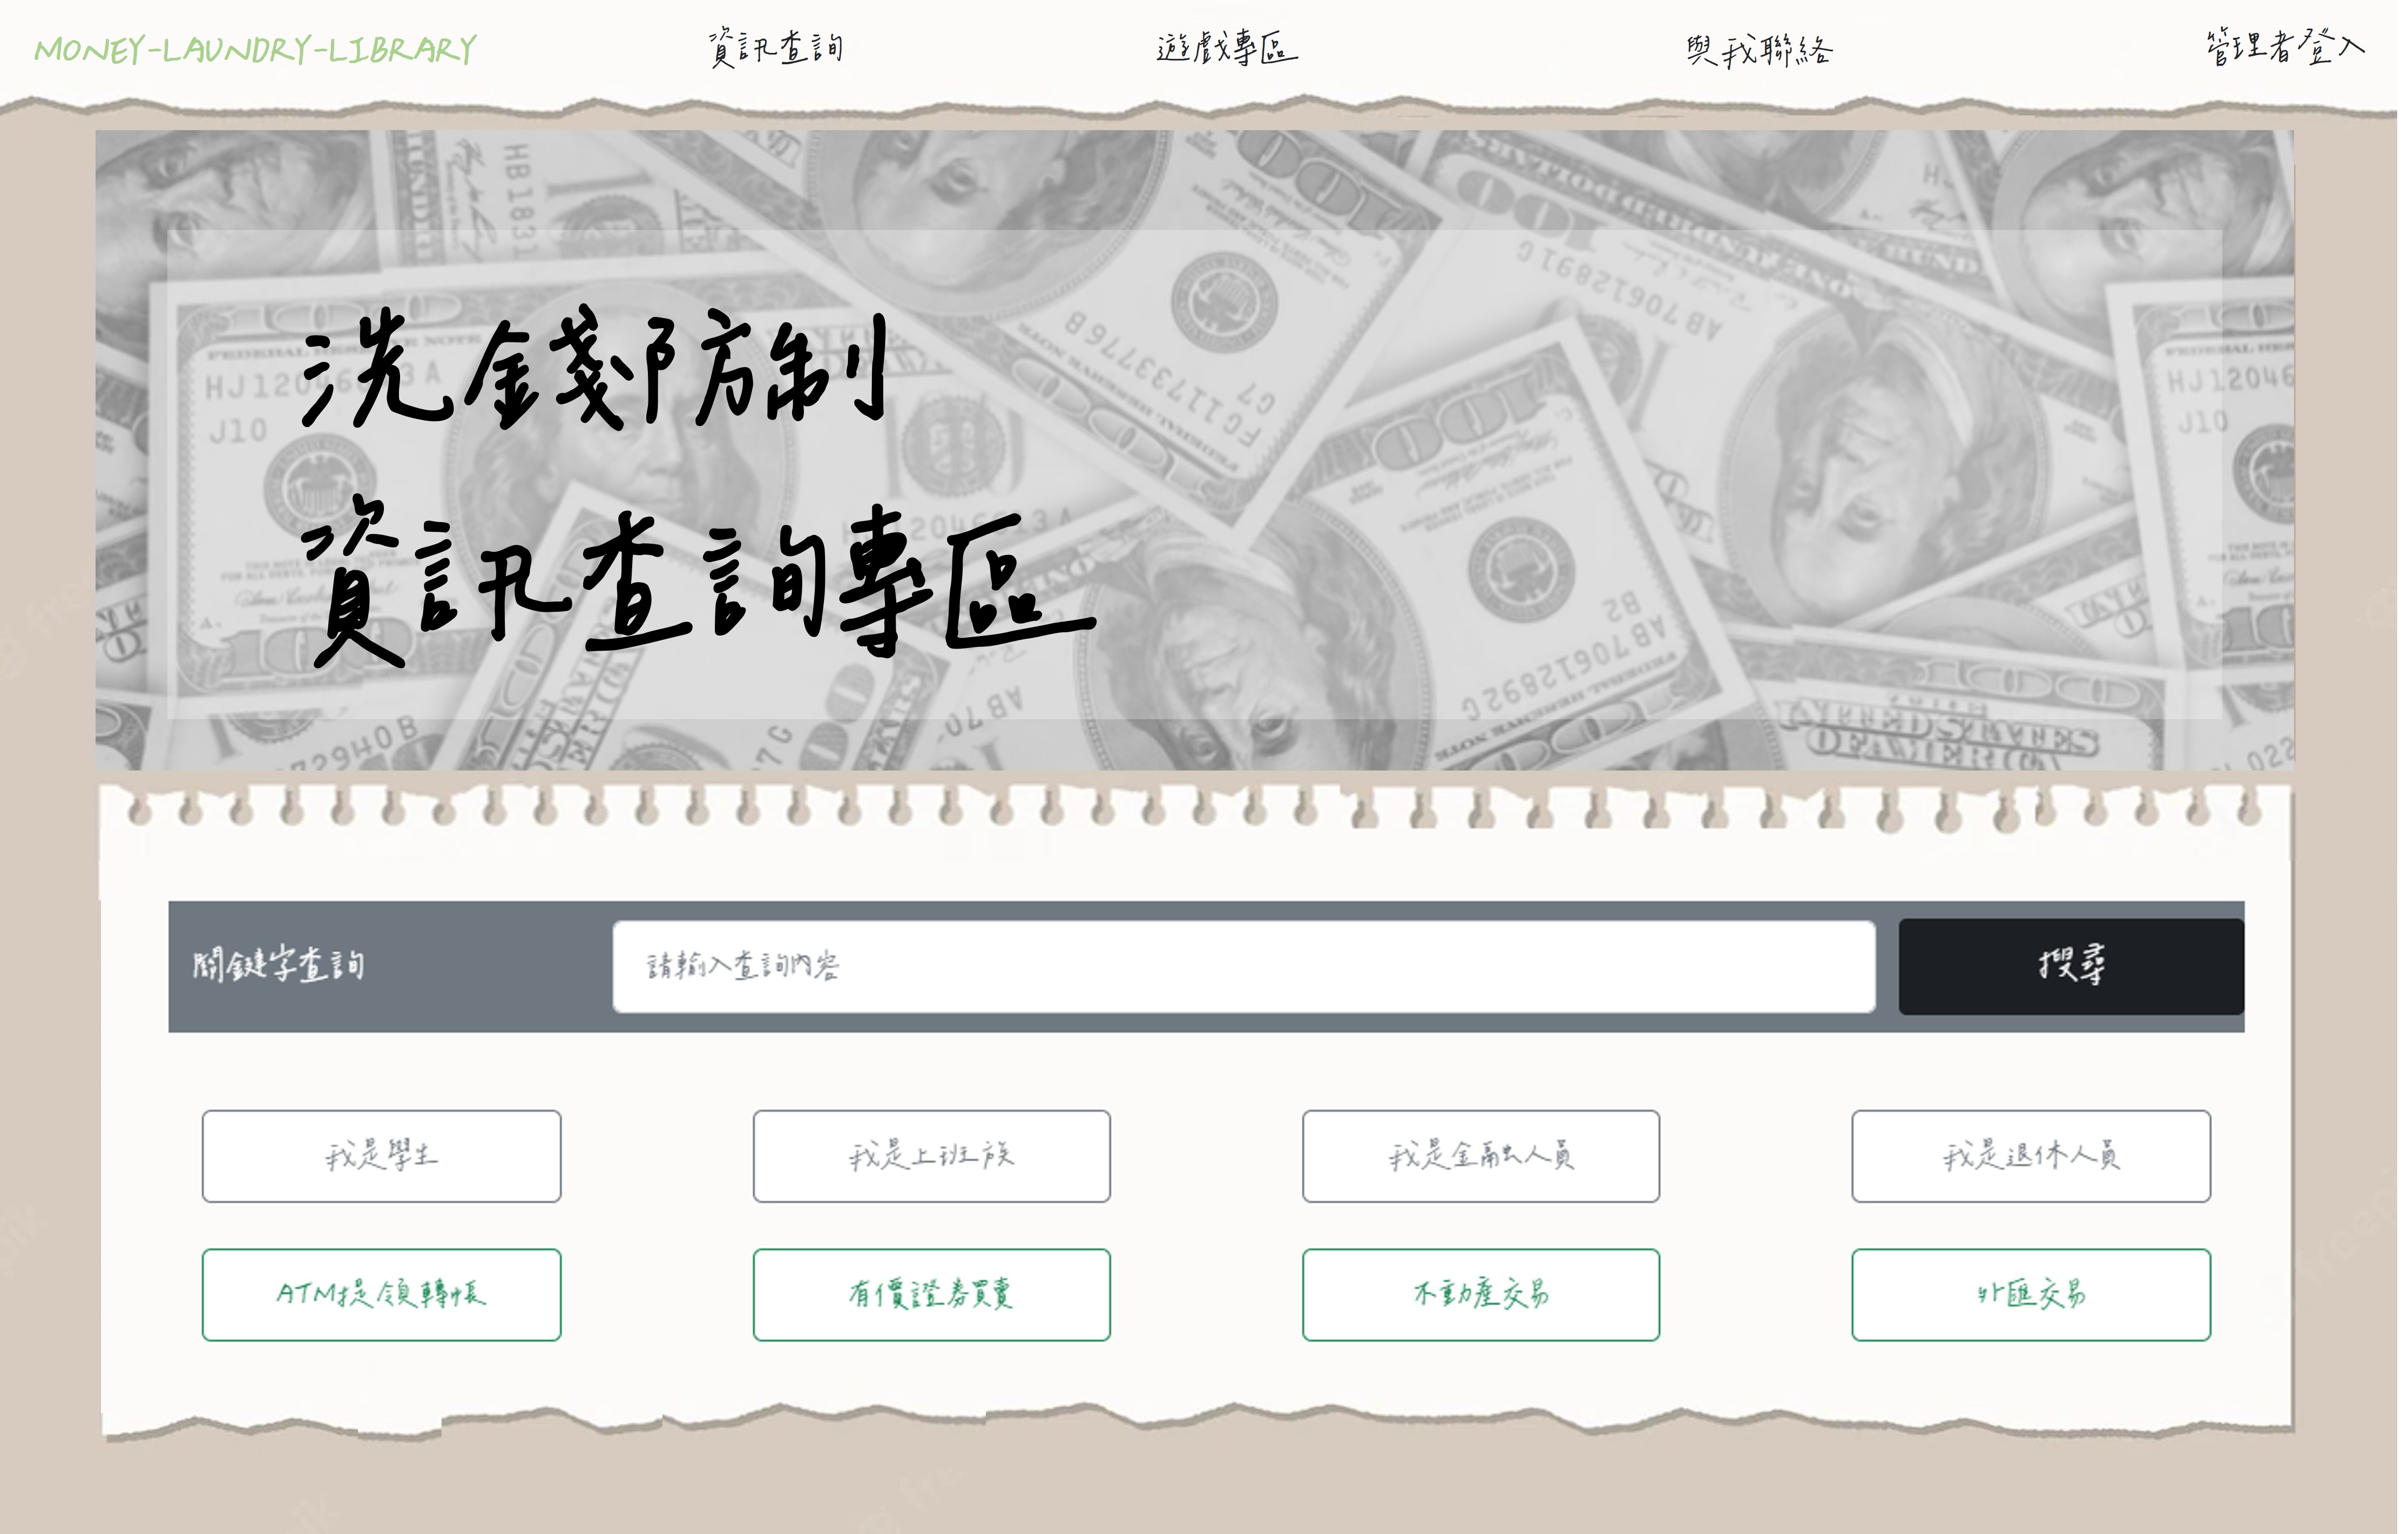 MONEY-LAUNDRY-LIBRARY
資訊查詢
遊戲專區
與我聯絡
管理者登入
洗錢防制
資訊查詢專區
關鍵字查詢
請輸入查詢內容
搜尋
我是學生
我是上班族
我是金融人員
我是退休人員
ATM提領轉帳
有價證券買賣
不動產交易
外匯交易